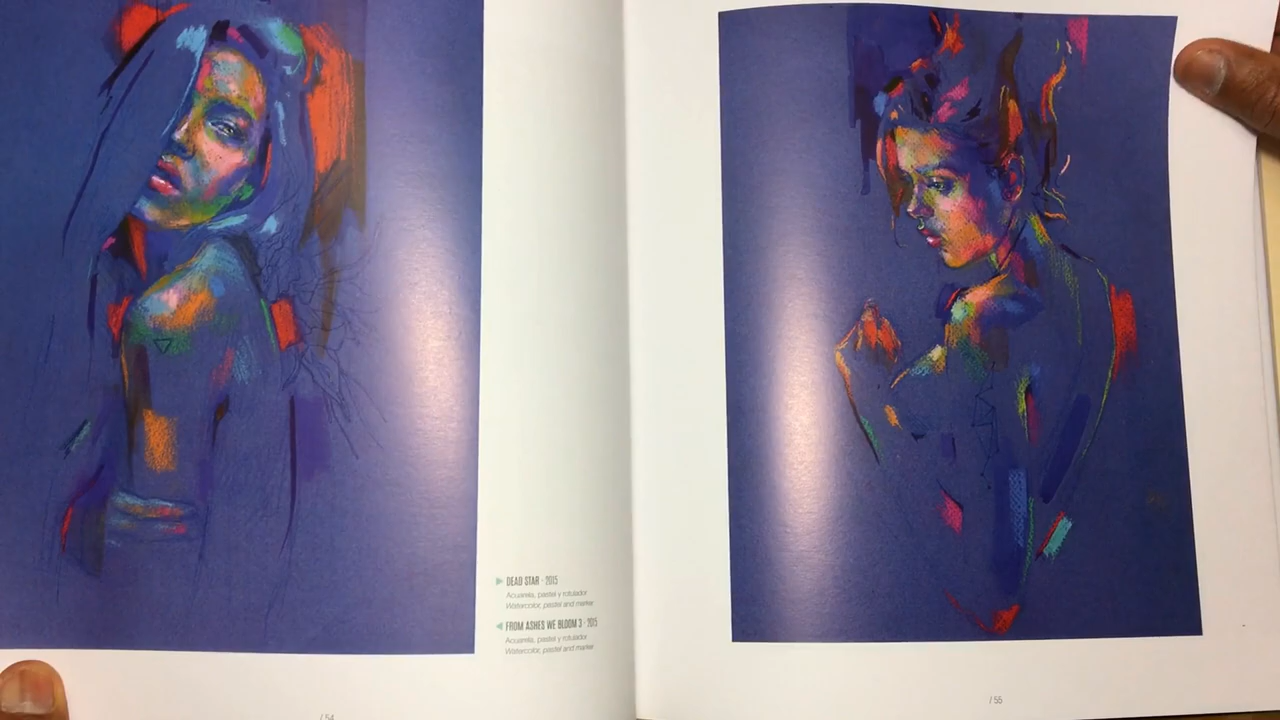 ▶ DEAD STAR · 2015
Acuarela, pastel y rotulador
Watercolor, pastel and marker
◀ FROM ASHES WE BLOOM 3 · 2015
Acuarela, pastel y rotulador
Watercolor, pastel and marker
/ 54
/ 55